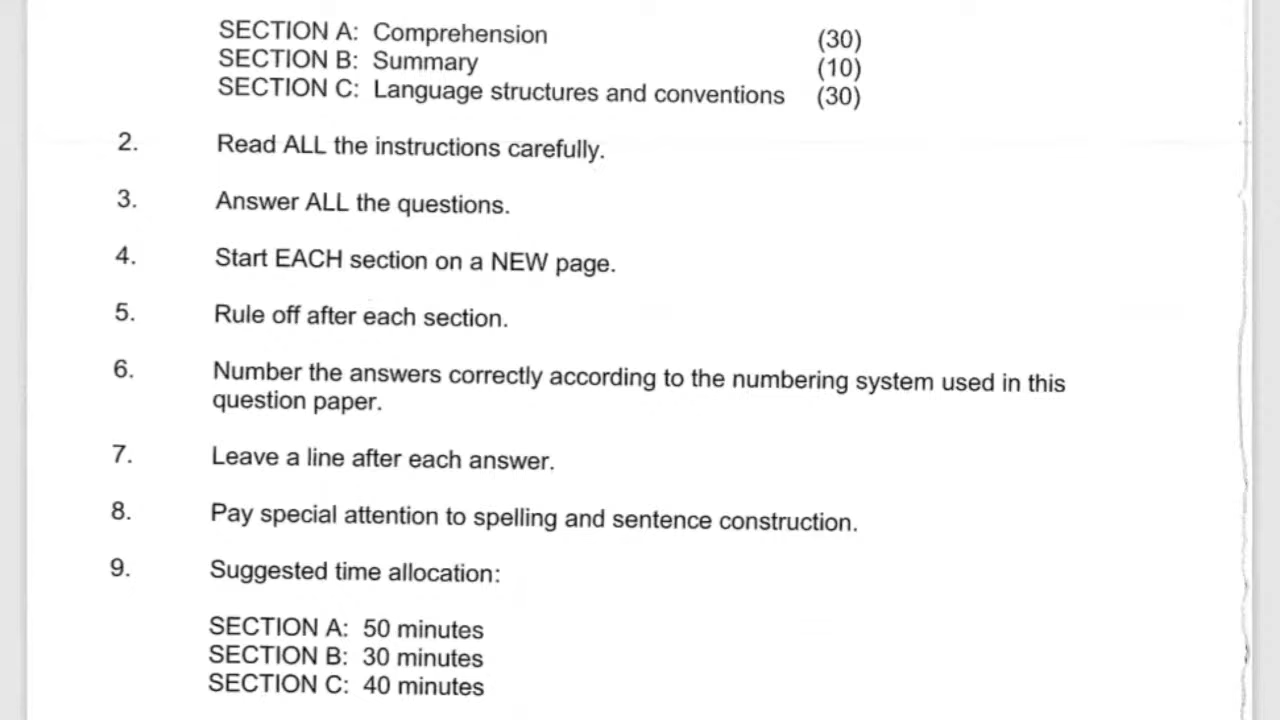 SECTION A: Comprehension (30)
SECTION B: Summary (10)
SECTION C: Language structures and conventions (30)
2. Read ALL the instructions carefully.
3. Answer ALL the questions.
4. Start EACH section on a NEW page.
5. Rule off after each section.
6. Number the answers correctly according to the numbering system used in this
question paper.
7. Leave a line after each answer.
8. Pay special attention to spelling and sentence construction.
9. Suggested time allocation:
SECTION A: 50 minutes
SECTION B: 30 minutes
SECTION C: 40 minutes